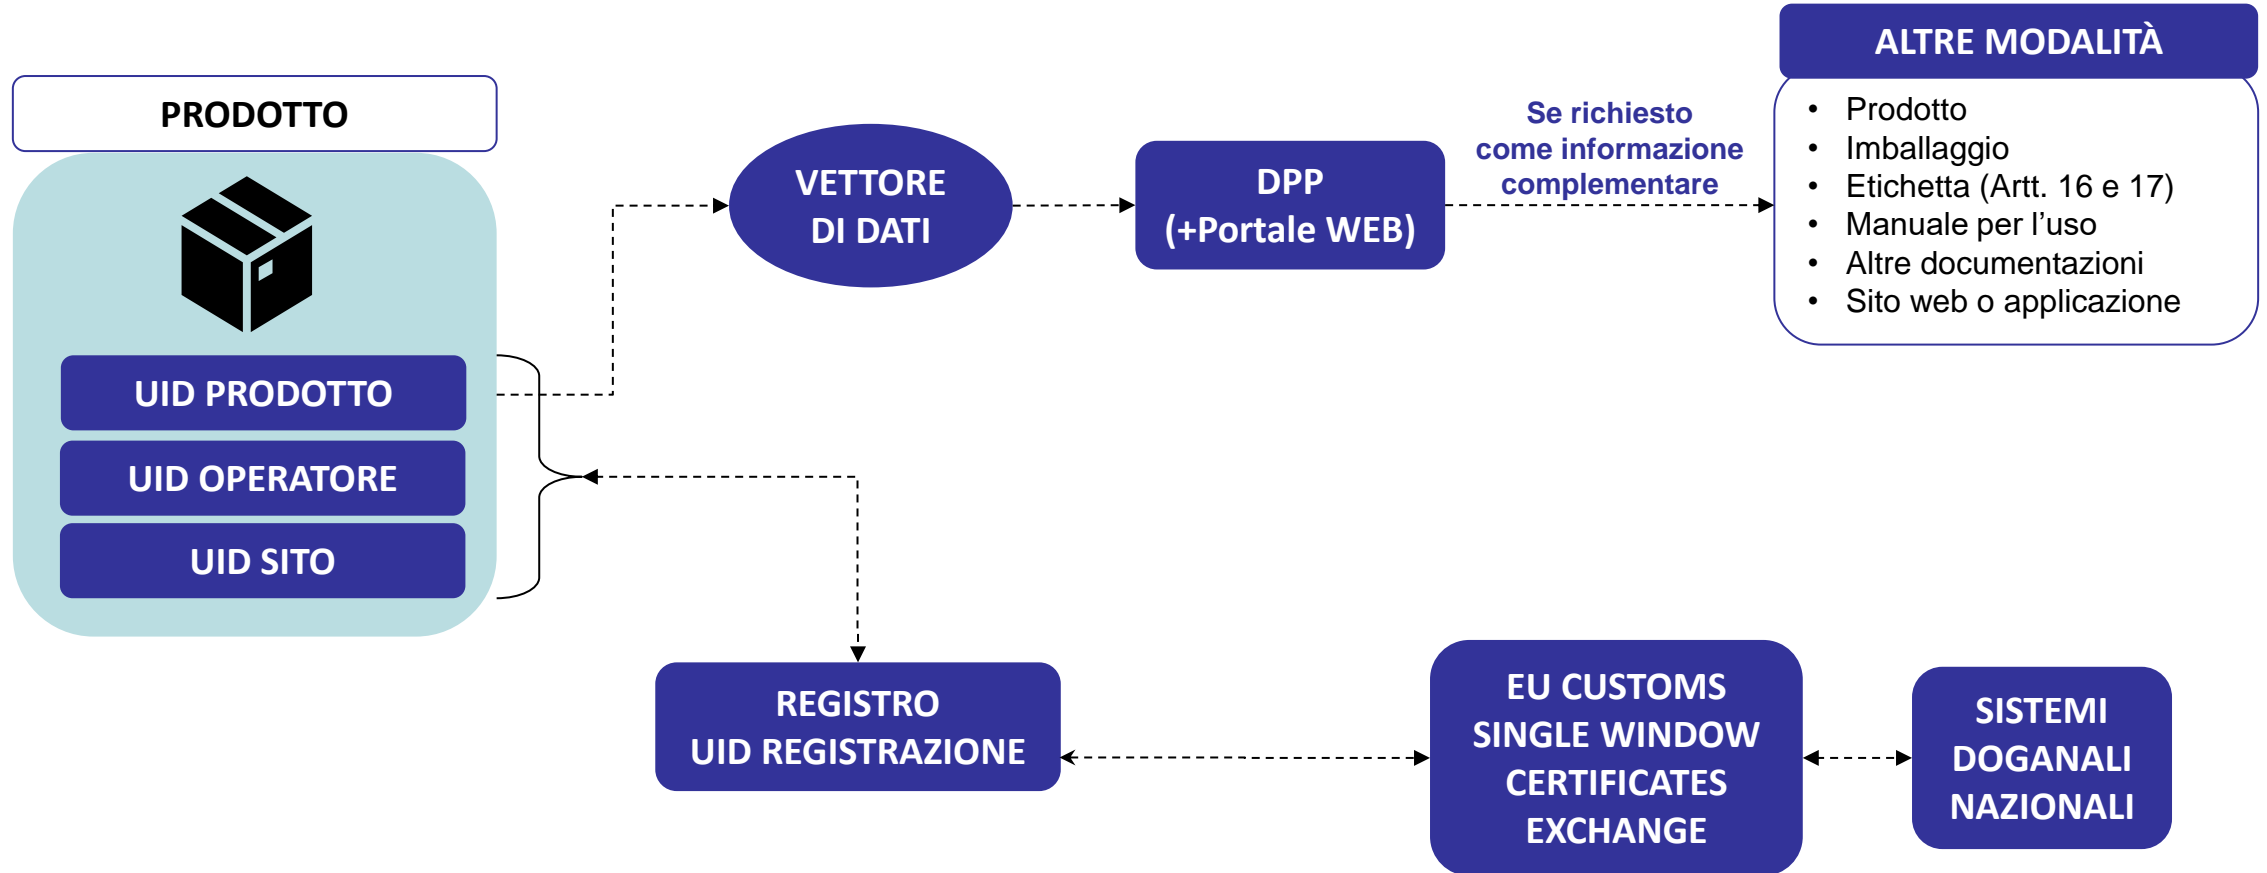 PRODOTTO
UID PRODOTTO
UID OPERATORE
UID SITO
VETTORE
DI DATI
DPP
(+Portale WEB)
Se richiesto
come informazione
complementare
ALTRE MODALITÀ
• Prodotto
• Imballaggio
• Etichetta (Artt. 16 e 17)
• Manuale per l’uso
• Altre documentazioni
• Sito web o applicazione
REGISTRO
UID REGISTRAZIONE
EU CUSTOMS
SINGLE WINDOW
CERTIFICATES
EXCHANGE
SISTEMI
DOGANALI
NAZIONALI